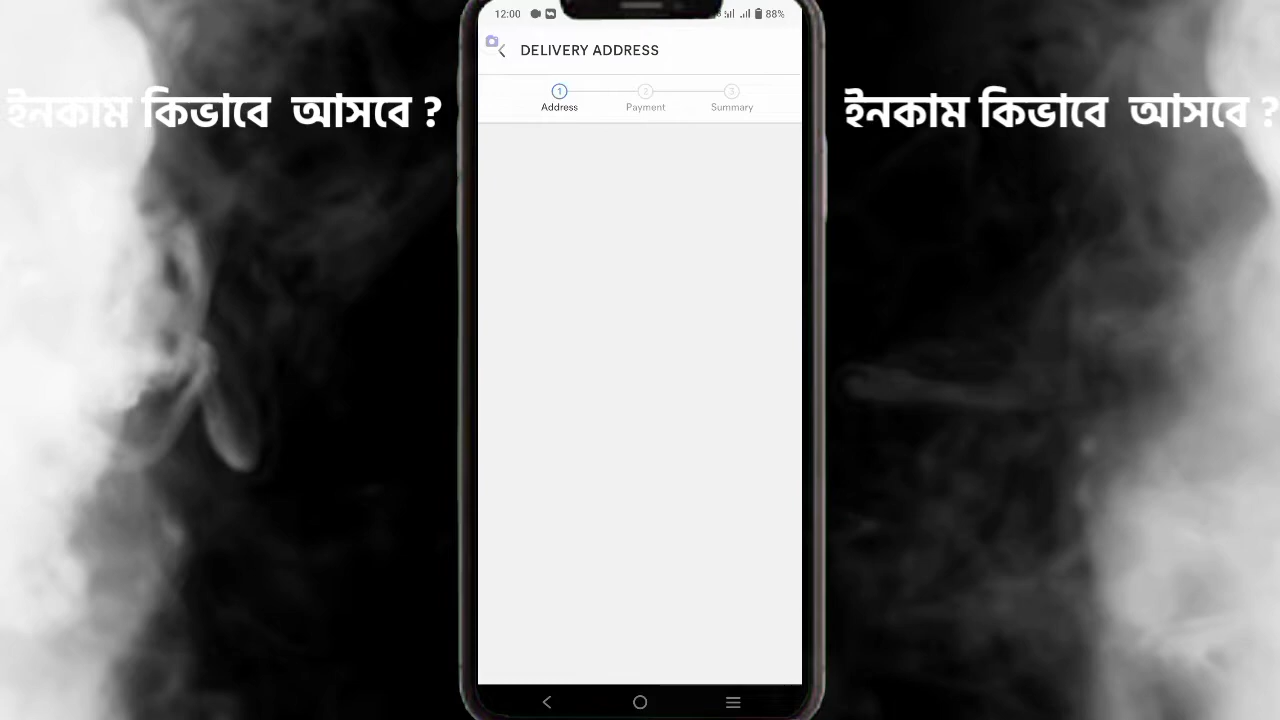 12:00
88%
DELIVERY ADDRESS
1 2 3
Address Payment Summary
ইনকাম কিভাবে আসবে ?
ইনকাম কিভাবে আসবে ?